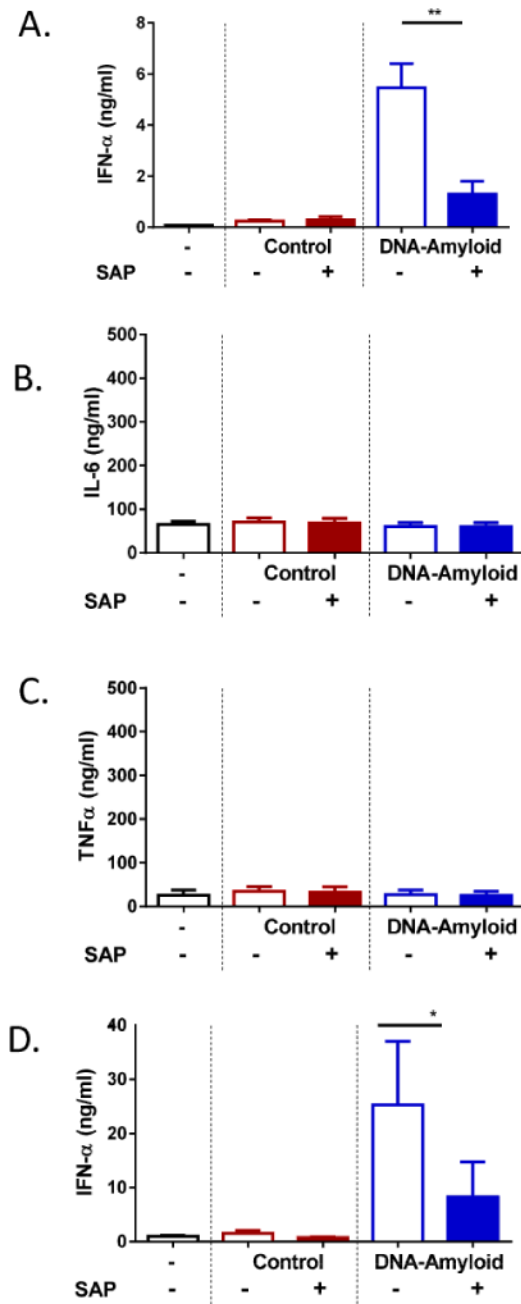 A.
IFN-α (ng/ml)
8
6
4
2
0
**
- Control DNA-Amyloid
SAP - - + - +
B.
IL-6 (ng/ml)
500
400
300
200
100
0
- Control DNA-Amyloid
SAP - - + - +
C.
TNFα (ng/ml)
500
400
300
200
100
0
- Control DNA-Amyloid
SAP - - + - +
D.
IFN-α (ng/ml)
40
30
20
10
0
*
- Control DNA-Amyloid
SAP - - + - +